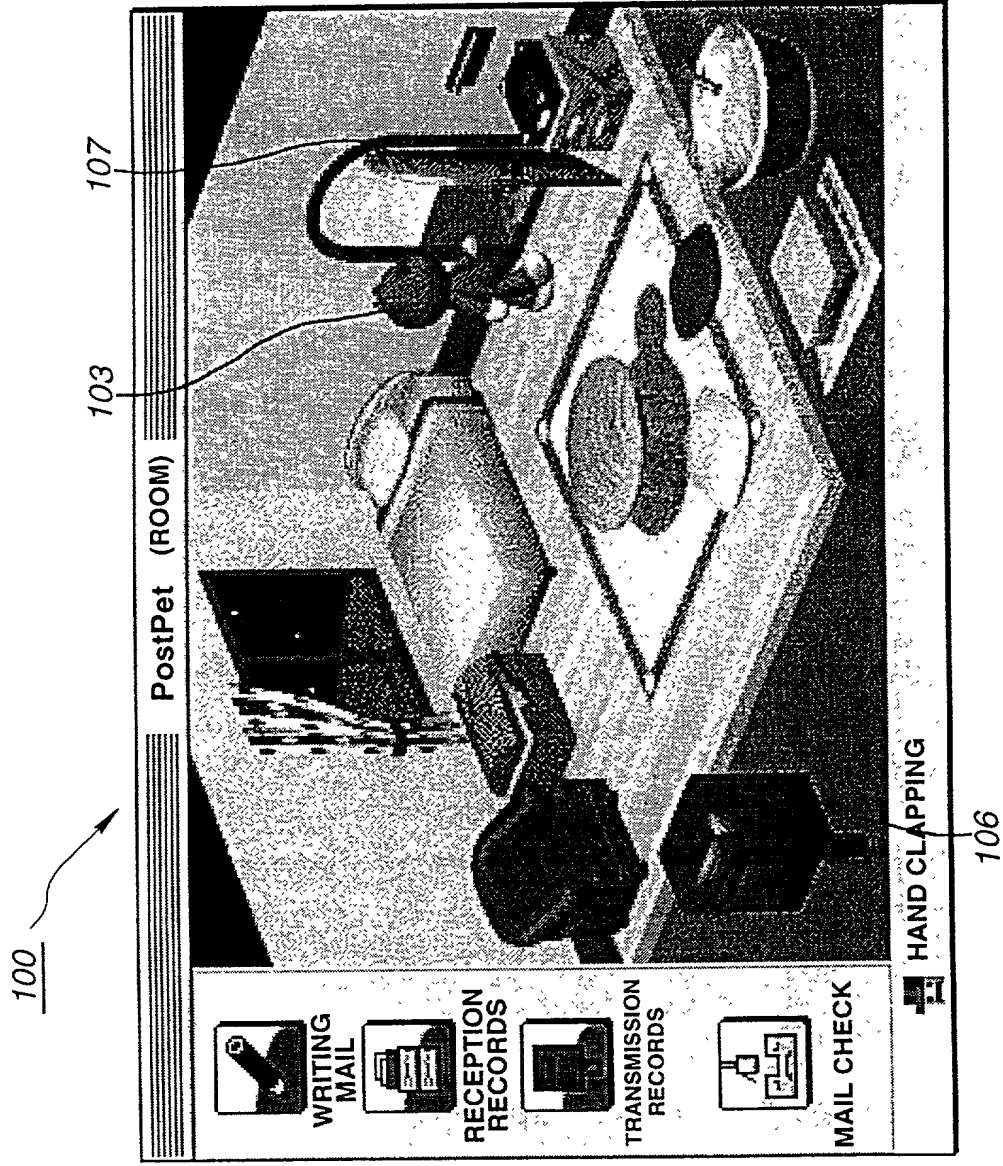 100
PostPet (ROOM)
103
107
WRITING
MAIL
RECEPTION
RECORDS
TRANSMISSION
RECORDS
MAIL CHECK
HAND CLAPPING
106